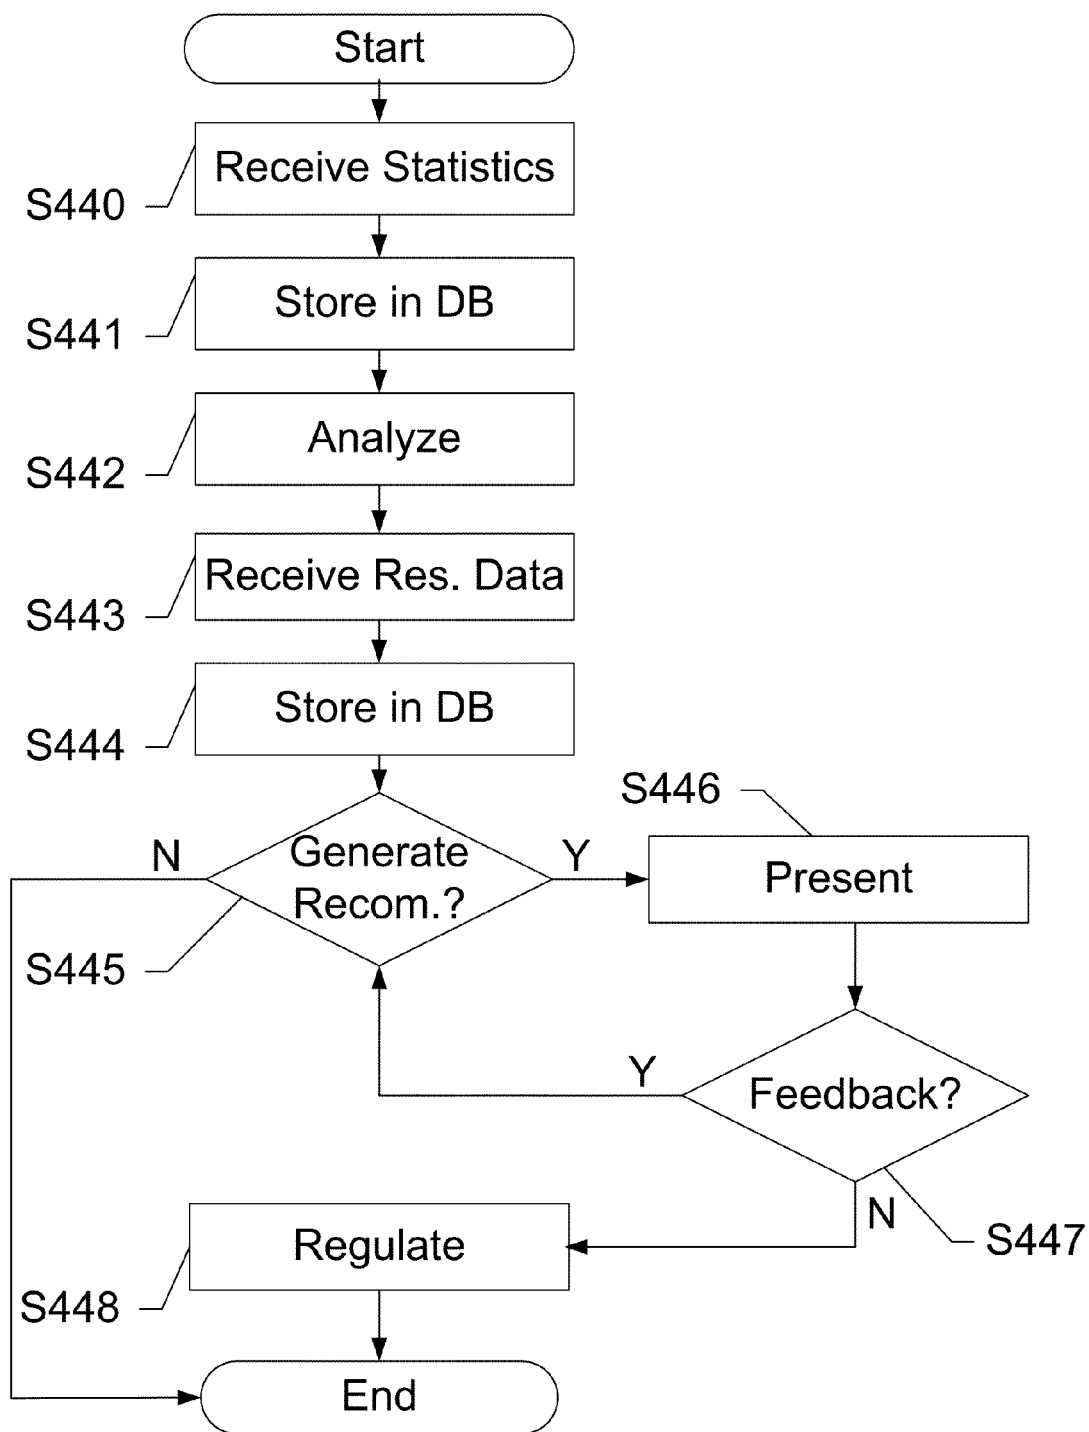 Start
Receive Statistics
S440
Store in DB
S441
Analyze
S442
Receive Res. Data
S443
Store in DB
S444
S446
N
Generate
Recom.?
Y
Present
S445
Y
Feedback?
N
Regulate
S447
S448
End